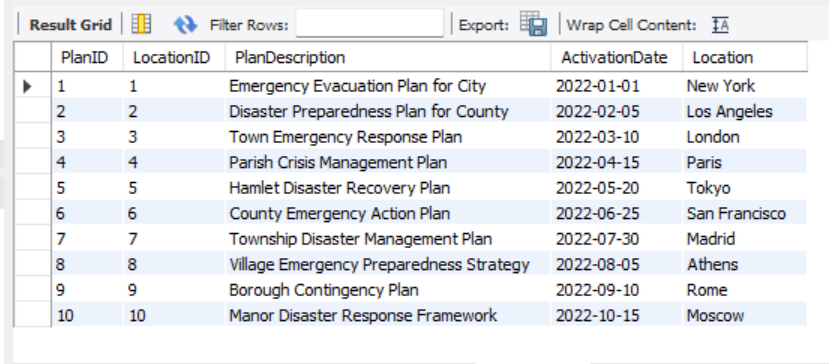 Result Grid Filter Rows: Export: Wrap Cell Content: IA
PlanID LocationID PlanDescription ActivationDate Location
1 1 Emergency Evacuation Plan for City 2022-01-01 New York
2 2 Disaster Preparedness Plan for County 2022-02-05 Los Angeles
3 3 Town Emergency Response Plan 2022-03-10 London
4 4 Parish Crisis Management Plan 2022-04-15 Paris
5 5 Hamlet Disaster Recovery Plan 2022-05-20 Tokyo
6 6 County Emergency Action Plan 2022-06-25 San Francisco
7 7 Township Disaster Management Plan 2022-07-30 Madrid
8 8 Village Emergency Preparedness Strategy 2022-08-05 Athens
9 9 Borough Contingency Plan 2022-09-10 Rome
10 10 Manor Disaster Response Framework 2022-10-15 Moscow